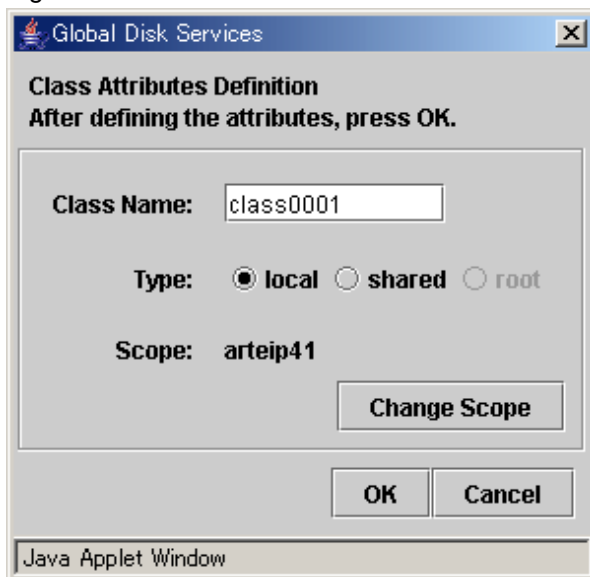 Global Disk Services
Class Attributes Definition
After defining the attributes, press OK.
Class Name: class0001
Type: local shared root
Scope: arteip41
Change Scope
OK Cancel
Java Applet Window